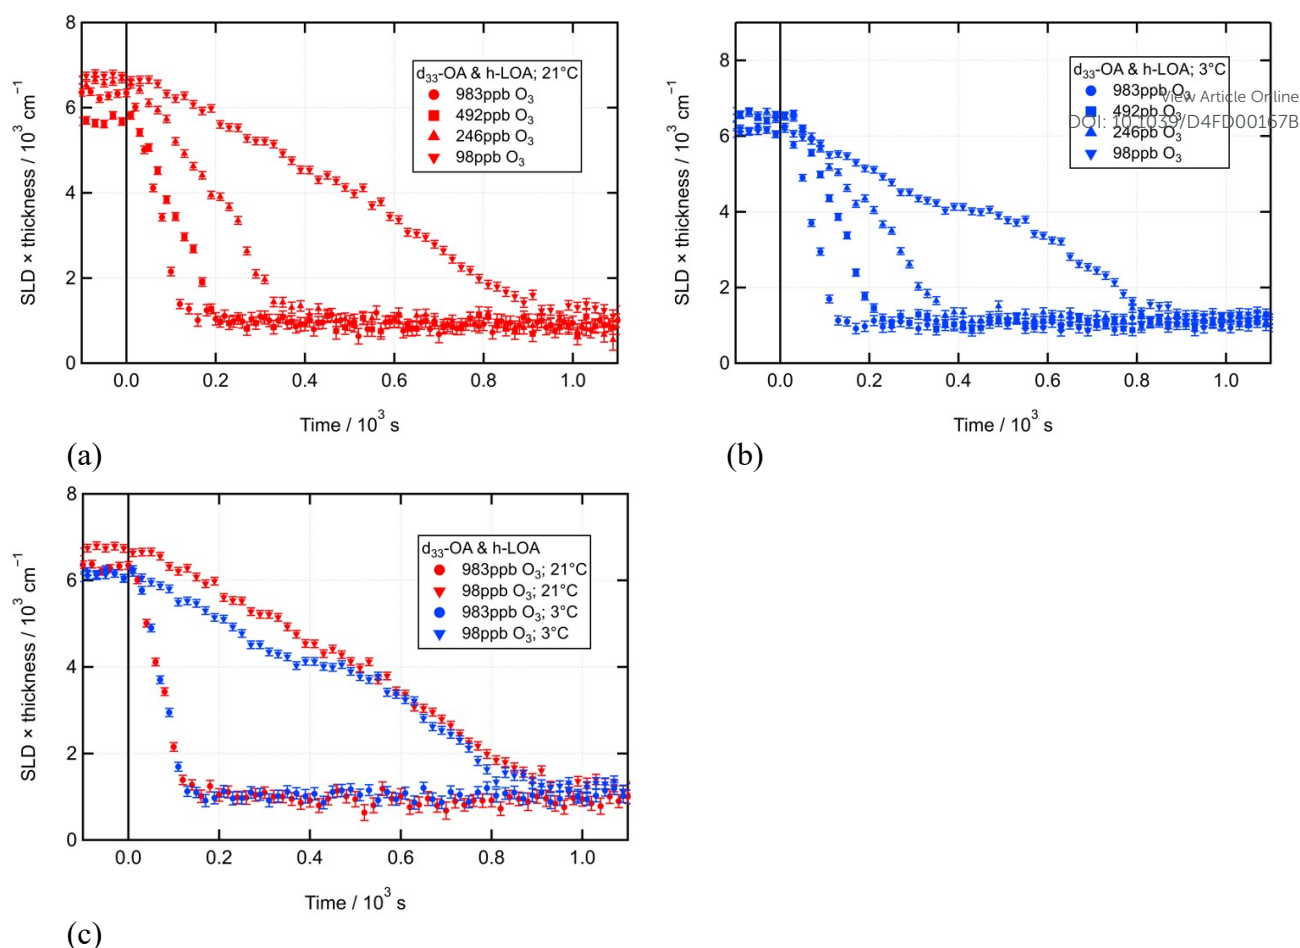 8
6
4
2
0
SLD × thickness / 10³ cm⁻¹
d₃₃-OA & h-LOA; 21°C
983ppb O₃
492ppb O₃
246ppb O₃
98ppb O₃
0.0
0.2
0.4
0.6
0.8
1.0
Time / 10³ s
(a)
8
6
4
2
0
SLD × thickness / 10³ cm⁻¹
d₃₃-OA & h-LOA; 3°C
983ppb O₃
492ppb O₃
246ppb O₃
98ppb O₃
View Article Online
DOI: 10.1039/D4FD00167B
0.0
0.2
0.4
0.6
0.8
1.0
Time / 10³ s
(b)
8
6
4
2
0
SLD × thickness / 10³ cm⁻¹
d₃₃-OA & h-LOA
983ppb O₃; 21°C
98ppb O₃; 21°C
983ppb O₃; 3°C
98ppb O₃; 3°C
0.0
0.2
0.4
0.6
0.8
1.0
Time / 10³ s
(c)